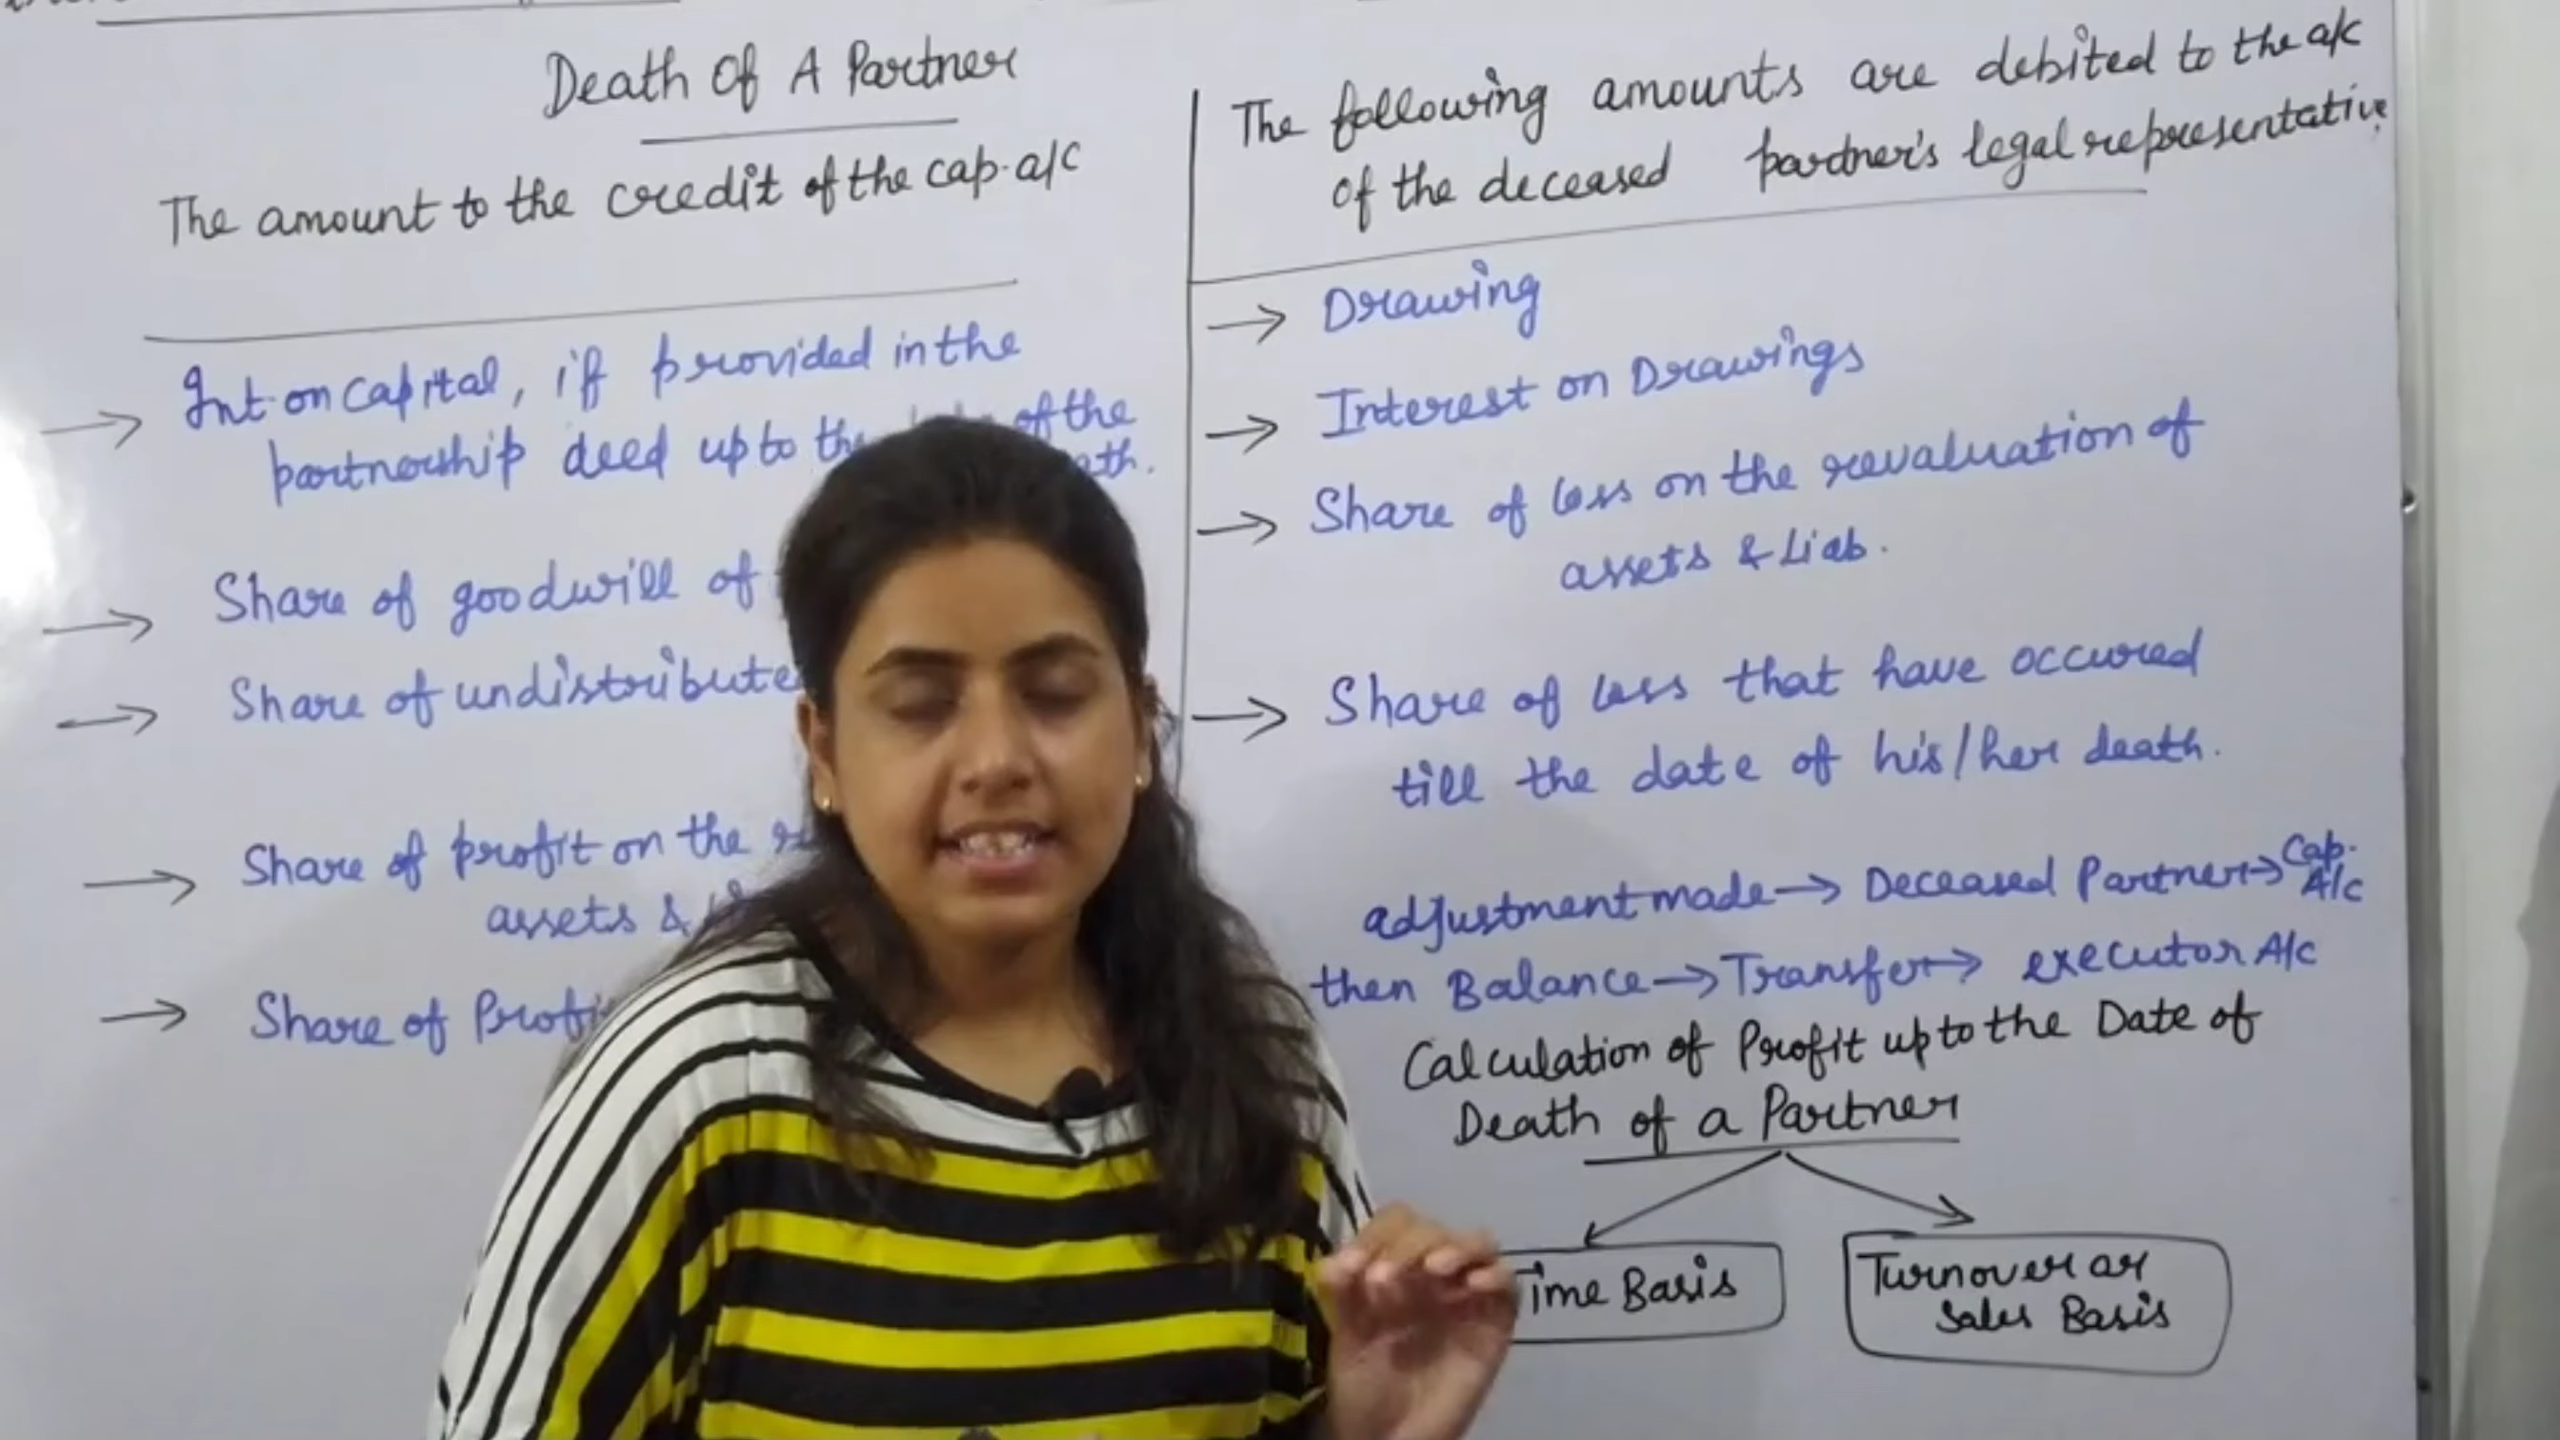 Death Of A Partner
The amount to the credit of the cap. a/c
Int. on capital, if provided in the
partnership deed up to the of the
Share of goodwill of
Share of
Share of profit on the
assets &
Share of
The following amounts are debited to the a/c
of the deceased partner's legal representative
Drawing
Interest on Drawings
Share of loss on the revaluation of
assets & Liab.
Share of loss that have occured
till the date of his/her death.
adjustment made → Deceased Partner → Cap.
A/c
then Balance → Transfer → executor A/c
Calculation of Profit up to the Date of
Death of a Partner
Time Basis
Turnover or
Sales Basis